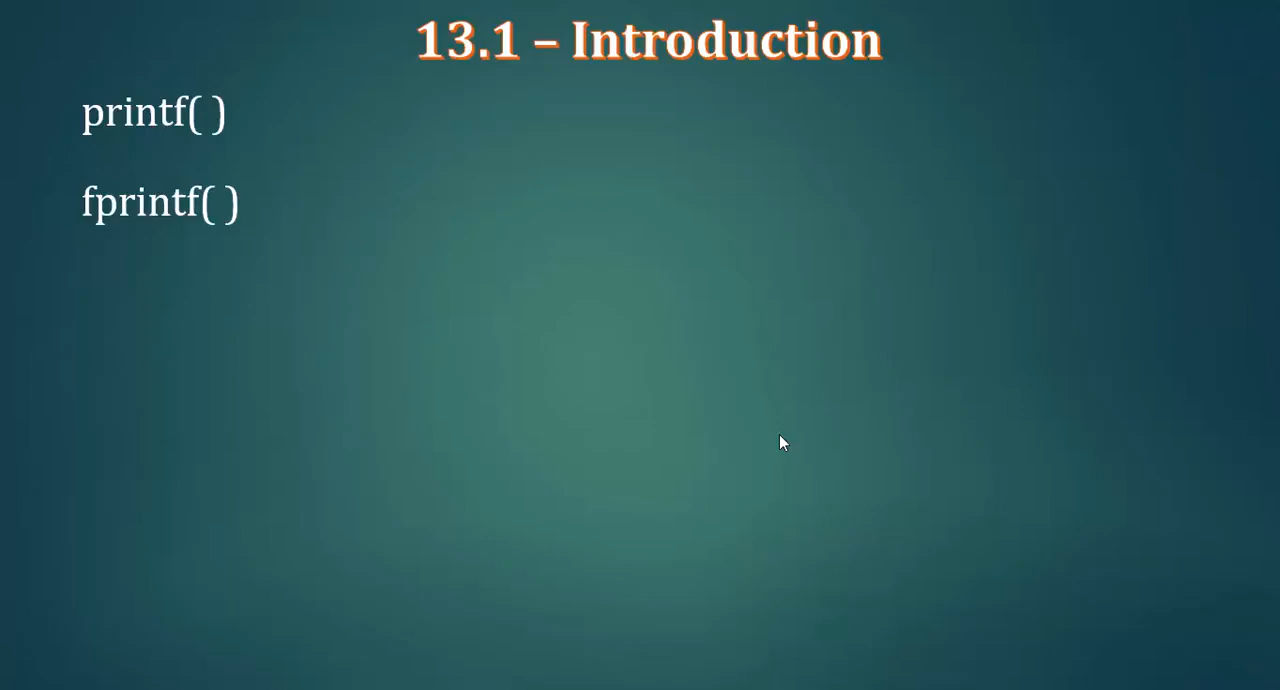 13.1 – Introduction
printf( )
fprintf( )